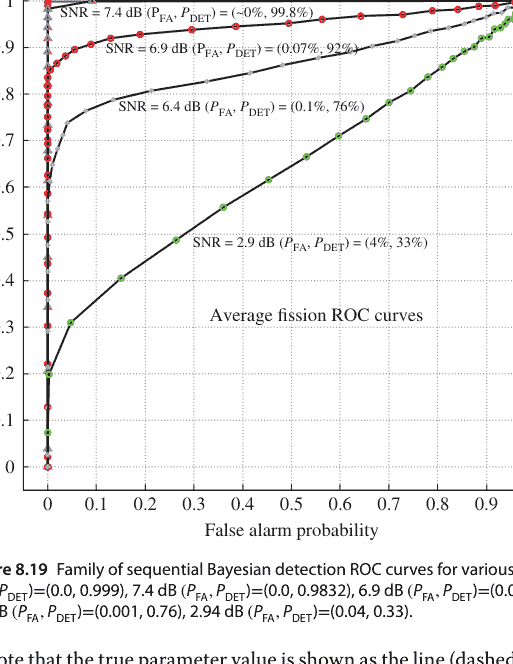 SNR = 7.4 dB (PFA, PDET) = (~0%, 99.8%)
.9
SNR = 6.9 dB (PFA, PDET) = (0.07%, 92%)
.8
SNR = 6.4 dB (PFA, PDET) = (0.1%, 76%)
.7
.6
.5
SNR = 2.9 dB (PFA, PDET) = (4%, 33%)
.4
Average fission ROC curves
.3
.2
.1
0
0 0.1 0.2 0.3 0.4 0.5 0.6 0.7 0.8 0.9
False alarm probability
e 8.19 Family of sequential Bayesian detection ROC curves for various
PDET)=(0.0, 0.999), 7.4 dB (PFA, PDET)=(0.0, 0.9832), 6.9 dB (PFA, PDET)=(0.0
B (PFA, PDET)=(0.001, 0.76), 2.94 dB (PFA, PDET)=(0.04, 0.33).
ote that the true parameter value is shown as the line (dashed